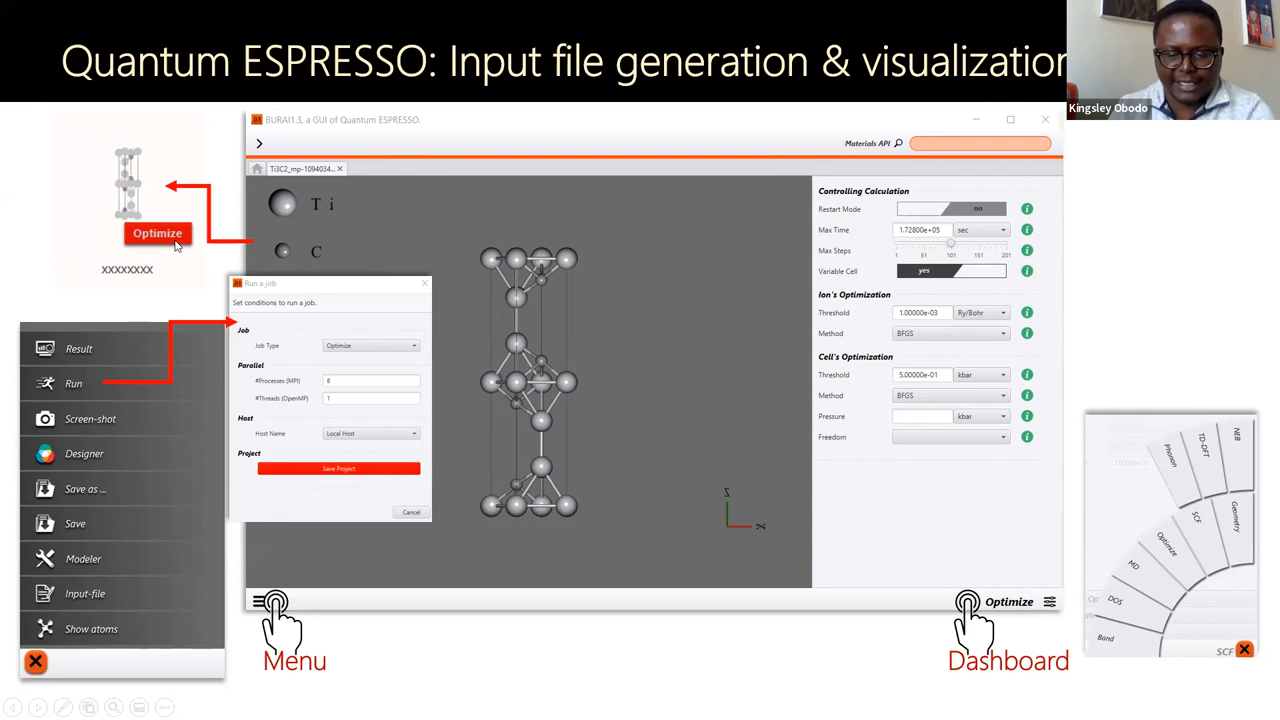 Quantum ESPRESSO: Input file generation & visualization
Kingsley Obodo
BURAI1.3, a GUI of Quantum ESPRESSO.
Materials API
Ti3C2_mp-1094034...
Ti
C
Optimize
XXXXXXXX
Controlling Calculation
Restart Mode
no
Max Time
1.72800e+05
sec
Max Steps
1 51 101 151 201
Variable Cell
yes
Ion's Optimization
Threshold
1.00000e-03
Ry/Bohr
Method
BFGS
Cell's Optimization
Threshold
5.00000e-01
kbar
Method
BFGS
Pressure
kbar
Freedom
Run a job
Set conditions to run a job.
Job
Job Type
Optimize
Parallel
#Processes (MPI)
8
#Threads (OpenMP)
1
Host
Host Name
Local Host
Project
Save Project
Cancel
Result
Run
Screen-shot
Designer
Save as ...
Save
Modeler
Input-file
Show atoms
z
x
Optimize
Menu
Dashboard
Phonon
TD-DFT
NEB
Geometry
SCF
Optimize
MD
DOS
Band
SCF